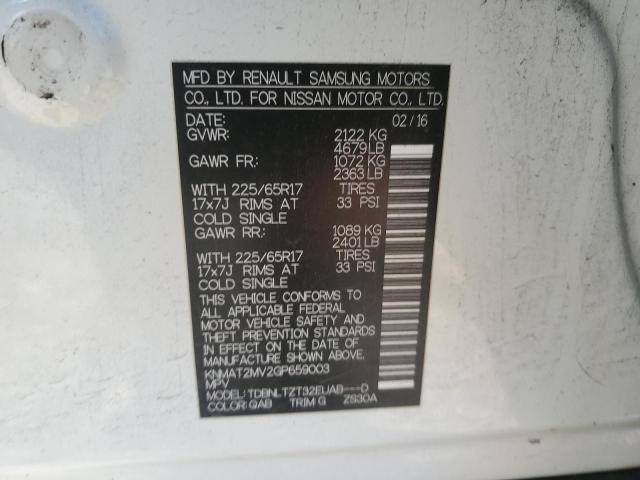 MFD BY RENAULT SAMSUNG MOTORS
CO., LTD. FOR NISSAN MOTOR CO., LTD.
DATE: 02/16
GVWR: 2122 KG
4679 LB
GAWR FR: 1072 KG
2363 LB
WITH 225/65R17 TIRES
17x7J RIMS AT 33 PSI
COLD SINGLE
GAWR RR: 1089 KG
2401 LB
WITH 225/65R17 TIRES
17x7J RIMS AT 33 PSI
COLD SINGLE
THIS VEHICLE CONFORMS TO
ALL APPLICABLE FEDERAL
MOTOR VEHICLE SAFETY AND
THEFT PREVENTION STANDARDS
IN EFFECT ON THE DATE OF
MANUFACTURE SHOWN ABOVE.
KNMAT2MV2GP659003
MPV
MODEL: TDBNLTZT32EUAB---D
COLOR: QAB TRIM: G ZS30A